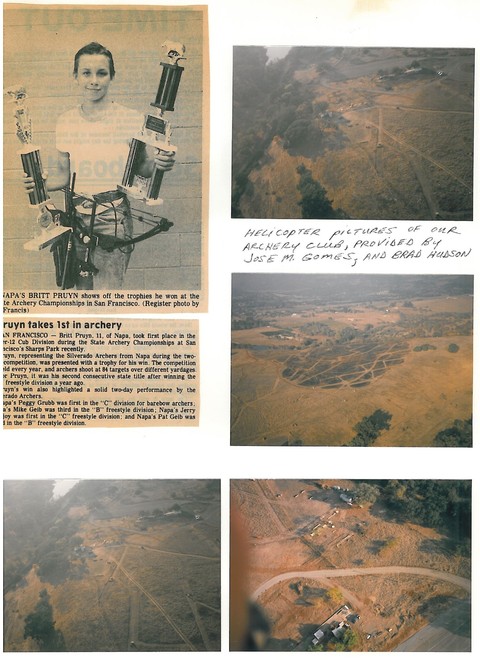 NAPA'S BRITT PRUYN shows off the trophies he won at the
te Archery Championships in San Francisco. (Register photo by
Francis)
ruyn takes 1st in archery
AN FRANCISCO — Britt Pruyn, 11, of Napa, took first place in the
er-12 Cub Division during the State Archery Championships at San
ncisco's Sharps Park recently.
ruyn, representing the Silverado Archers from Napa during the two-
competition, was presented with a trophy for his win. The competition
eld every year, and archers shoot at 84 targets over different yardages
r Pruyn, it was his second consecutive state title after winning the
freestyle division a year ago.
uyn's win also highlighted a solid two-day performance by the
erado Archers.
apa's Peggy Grubb was first in the "C" division for barebow archers;
a's Mike Geib was third in the "B" freestyle division; Napa's Jerry
joy was first in the "C" freestyle division; and Napa's Pat Geib was
d in the "B" freestyle division.
HELICOPTER PICTURES OF OUR
ARCHERY CLUB, PROVIDED BY
JOSE M. GOMES, AND BRAD HUDSON